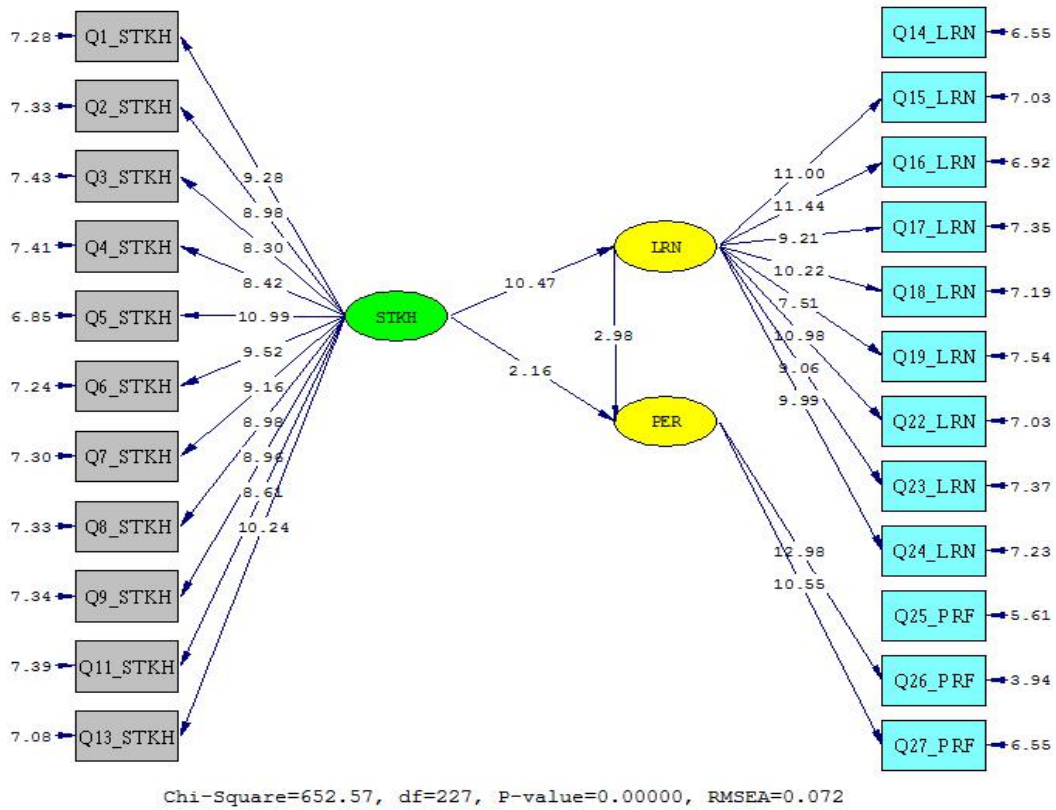 7.28 Q1_STKH
7.33 Q2_STKH
7.43 Q3_STKH
7.41 Q4_STKH
6.85 Q5_STKH
7.24 Q6_STKH
7.30 Q7_STKH
7.33 Q8_STKH
7.34 Q9_STKH
7.39 Q11_STKH
7.08 Q13_STKH
9.28
8.98
8.30
8.42
10.99
9.52
9.16
8.98
8.96
8.61
10.24
STKH
10.47
2.16
LRN
2.98
PER
11.00
11.44
9.21
10.22
7.51
10.98
9.06
9.99
12.98
10.55
Q14_LRN 6.55
Q15_LRN 7.03
Q16_LRN 6.92
Q17_LRN 7.35
Q18_LRN 7.19
Q19_LRN 7.54
Q22_LRN 7.03
Q23_LRN 7.37
Q24_LRN 7.23
Q25_PRF 5.61
Q26_PRF 3.94
Q27_PRF 6.55
Chi-Square=652.57, df=227, P-value=0.00000, RMSEA=0.072